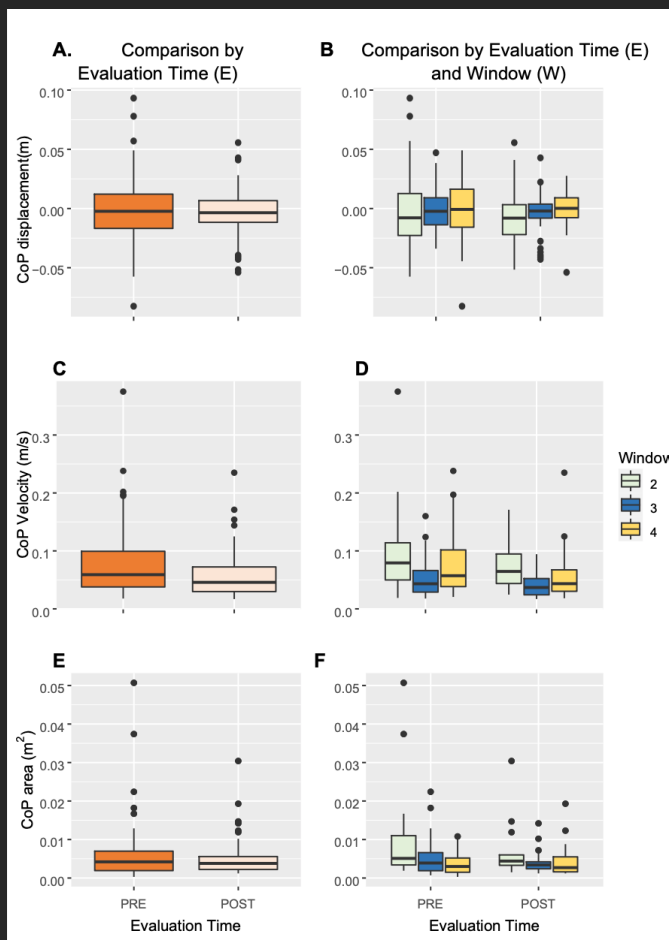 A. Comparison by
Evaluation Time (E)
B Comparison by Evaluation Time (E)
and Window (W)
CoP displacement(m)
0.10
0.05
0.00
−0.05
0.10
0.05
0.00
−0.05
C
D
CoP Velocity (m/s)
0.3
0.2
0.1
0.0
0.3
0.2
0.1
0.0
Window
2
3
4
E
F
CoP area (m²)
0.05
0.04
0.03
0.02
0.01
0.00
0.05
0.04
0.03
0.02
0.01
0.00
PRE POST
Evaluation Time
PRE POST
Evaluation Time